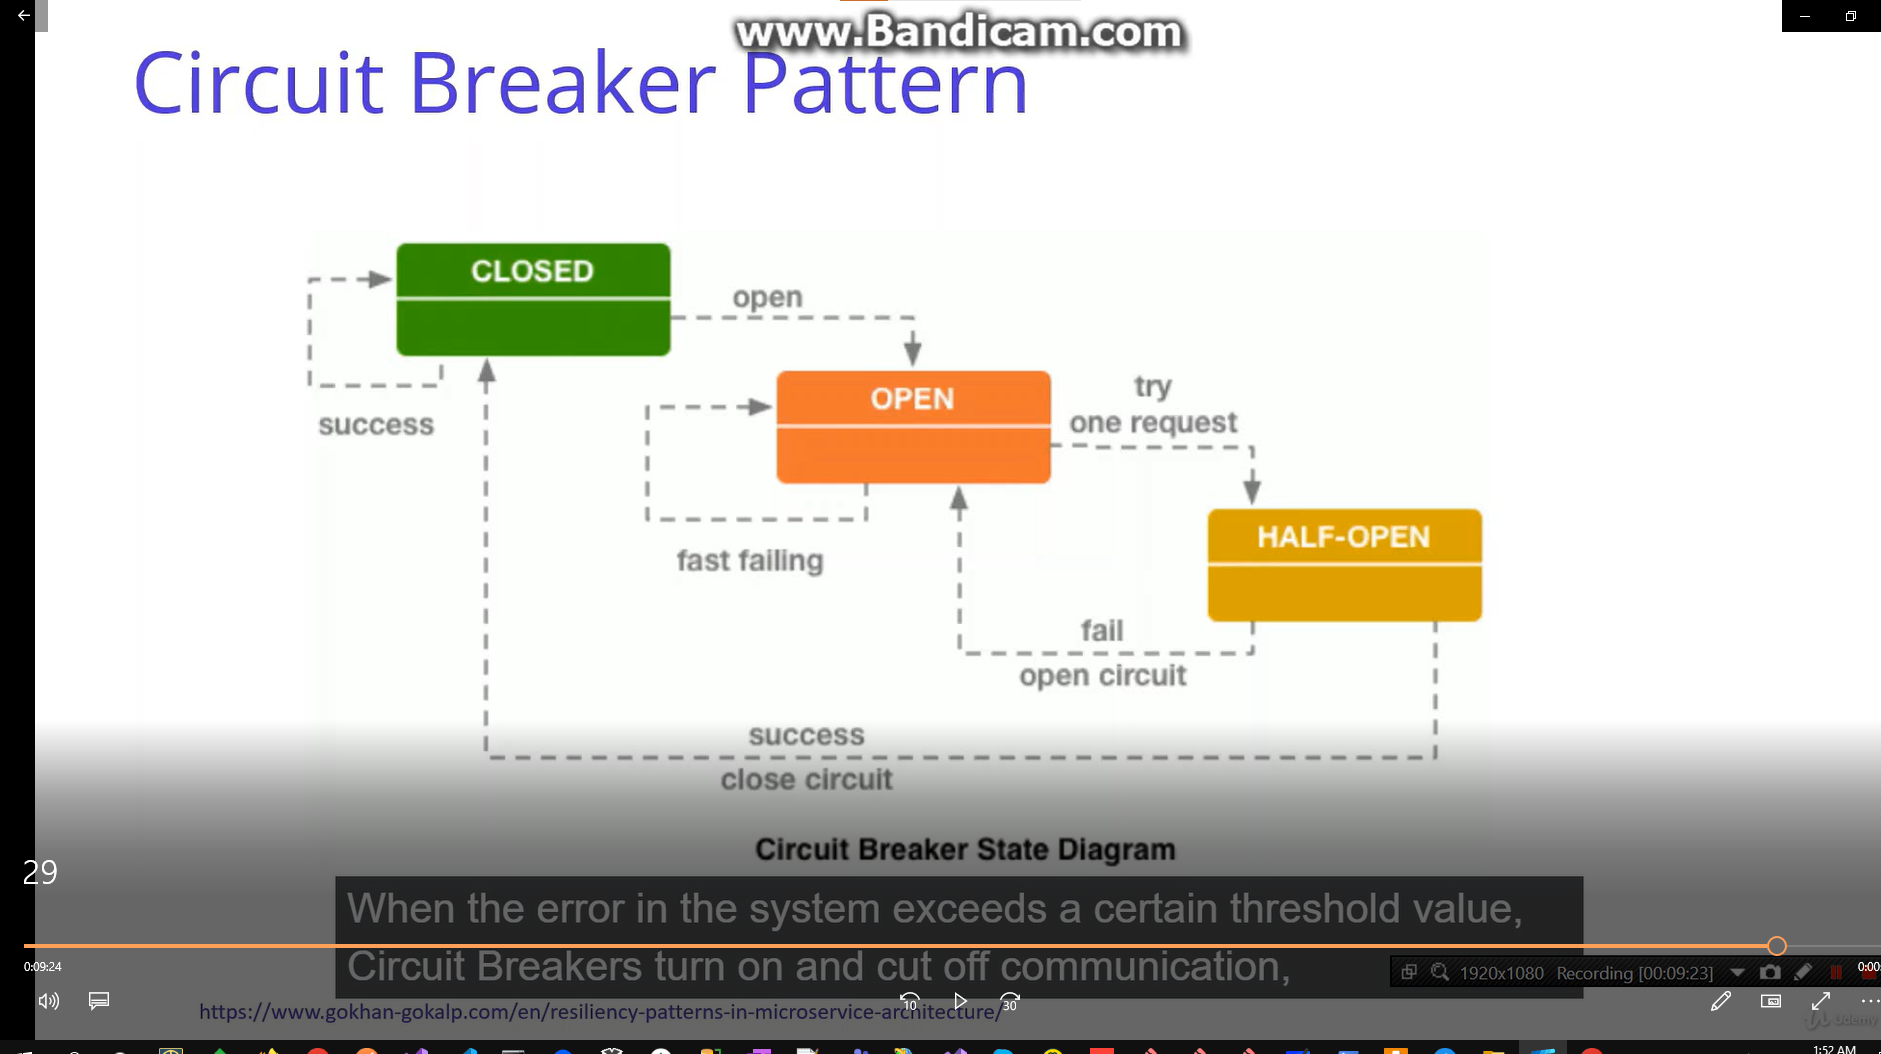 www.Bandicam.com
Circuit Breaker Pattern
CLOSED
open
OPEN
try
one request
success
fast failing
HALF-OPEN
fail
open circuit
success
close circuit
Circuit Breaker State Diagram
29
When the error in the system exceeds a certain threshold value,
Circuit Breakers turn on and cut off communication,
0:09:24
1920x1080 Recording [00:09:23]
0:00:
10
30
https://www.gokhan-gokalp.com/en/resiliency-patterns-in-microservice-architecture/
Udemy
1:52 AM